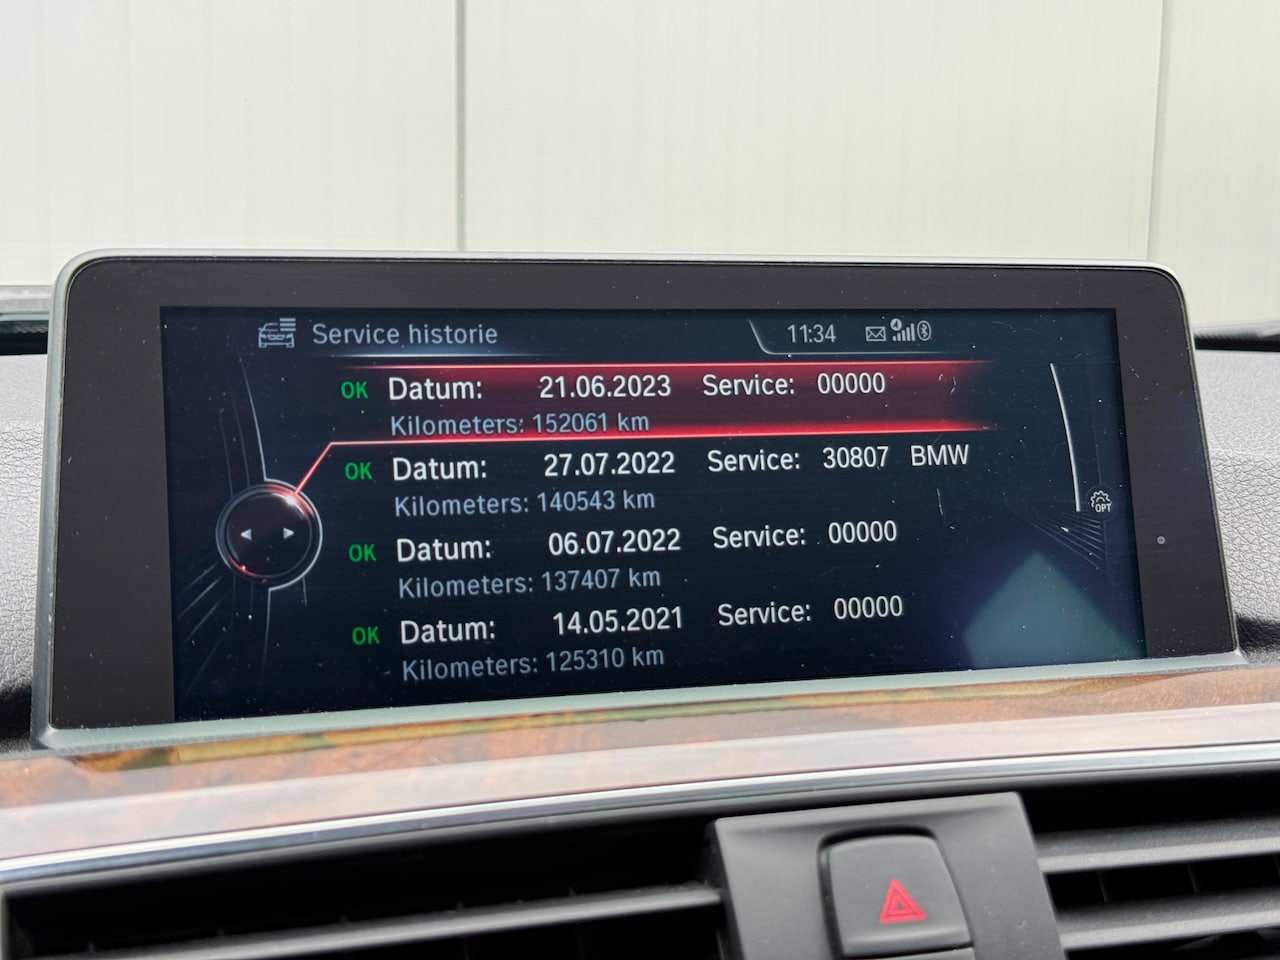 Service historie 11:34
OK Datum: 21.06.2023 Service: 00000
Kilometers: 152061 km
OK Datum: 27.07.2022 Service: 30807 BMW
Kilometers: 140543 km
OK Datum: 06.07.2022 Service: 00000
Kilometers: 137407 km
OK Datum: 14.05.2021 Service: 00000
Kilometers: 125310 km
OPT